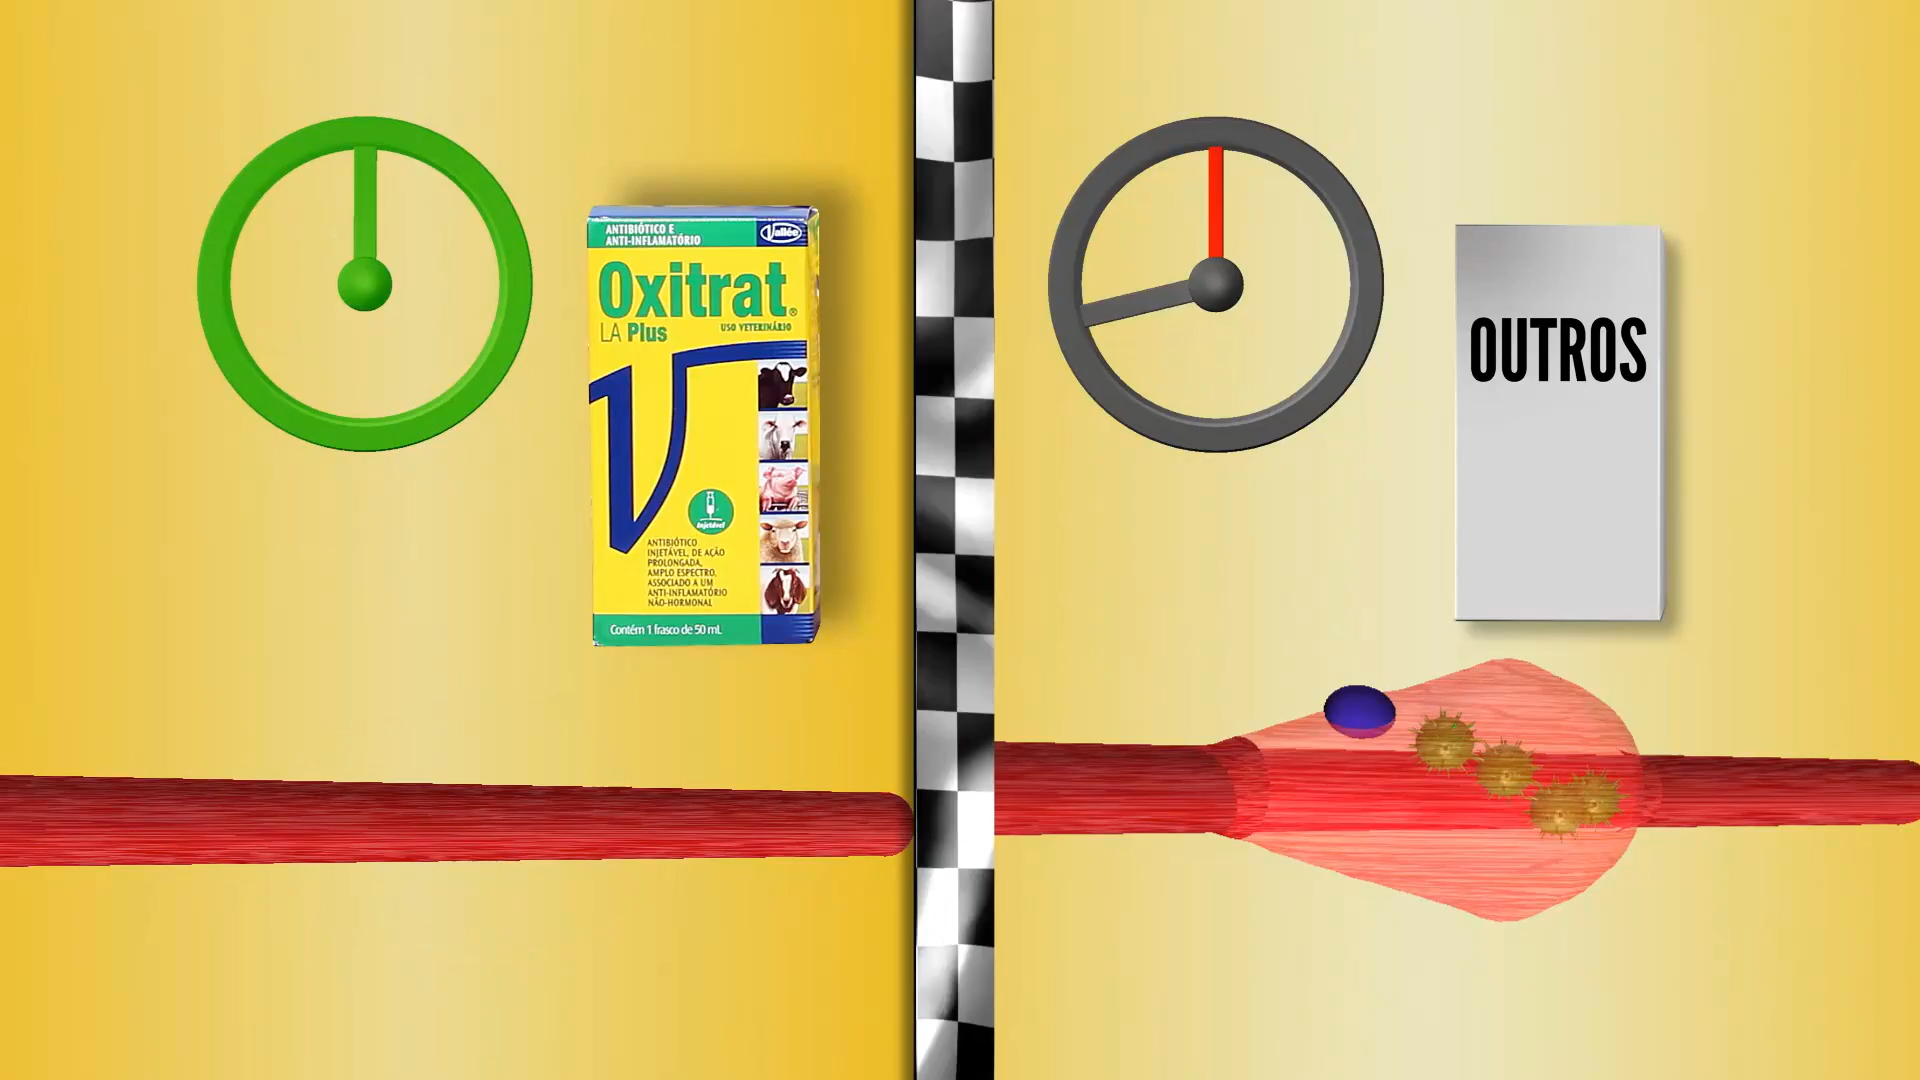 ANTIBIÓTICO E
ANTI-INFLAMATÓRIO
Vallée
Oxitrat®
LA Plus
USO VETERINÁRIO
Injetável
ANTIBIÓTICO
INJETÁVEL, DE AÇÃO
PROLONGADA,
AMPLO ESPECTRO,
ASSOCIADO A UM
ANTI-INFLAMATÓRIO
NÃO-HORMONAL
Contém 1 frasco de 50 mL
OUTROS